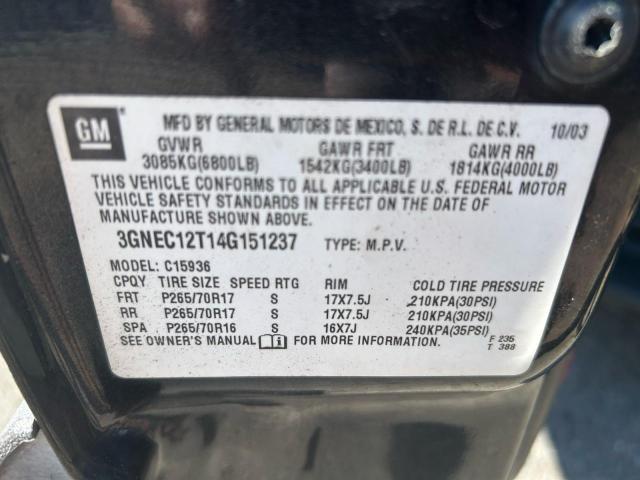 GM
MFD BY GENERAL MOTORS DE MEXICO, S. DE R.L. DE C.V. 10/03
GVWR GAWR FRT GAWR RR
3085KG(6800LB) 1542KG(3400LB) 1814KG(4000LB)
THIS VEHICLE CONFORMS TO ALL APPLICABLE U.S. FEDERAL MOTOR
VEHICLE SAFETY STANDARDS IN EFFECT ON THE DATE OF
MANUFACTURE SHOWN ABOVE.
3GNEC12T14G151237 TYPE: M.P.V.
MODEL: C15936
CPQY TIRE SIZE SPEED RTG RIM COLD TIRE PRESSURE
FRT P265/70R17 S 17X7.5J 210KPA(30PSI)
RR P265/70R17 S 17X7.5J 210KPA(30PSI)
SPA P265/70R16 S 16X7J 240KPA(35PSI)
SEE OWNER'S MANUAL FOR MORE INFORMATION. F 235
T 388